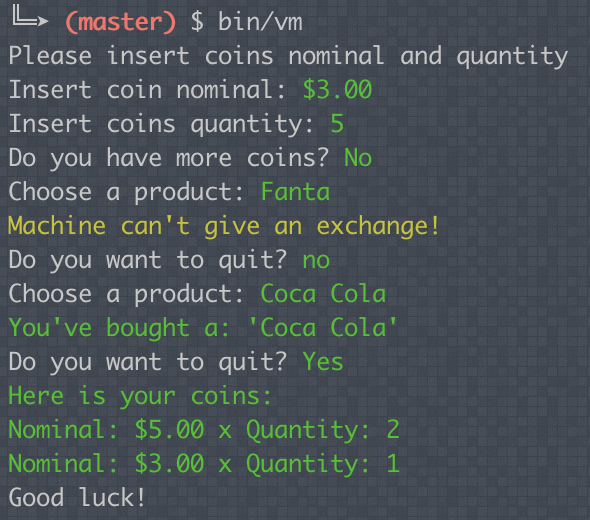 ╚═➤ (master) $ bin/vm
Please insert coins nominal and quantity
Insert coin nominal: $3.00
Insert coins quantity: 5
Do you have more coins? No
Choose a product: Fanta
Machine can't give an exchange!
Do you want to quit? no
Choose a product: Coca Cola
You've bought a: 'Coca Cola'
Do you want to quit? Yes
Here is your coins:
Nominal: $5.00 x Quantity: 2
Nominal: $3.00 x Quantity: 1
Good luck!